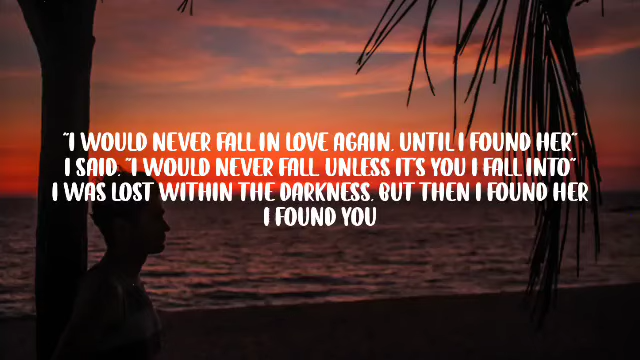 "I WOULD NEVER FALL IN LOVE AGAIN, UNTIL I FOUND HER"
I SAID, "I WOULD NEVER FALL UNLESS IT'S YOU I FALL INTO"
I WAS LOST WITHIN THE DARKNESS, BUT THEN I FOUND HER
I FOUND YOU